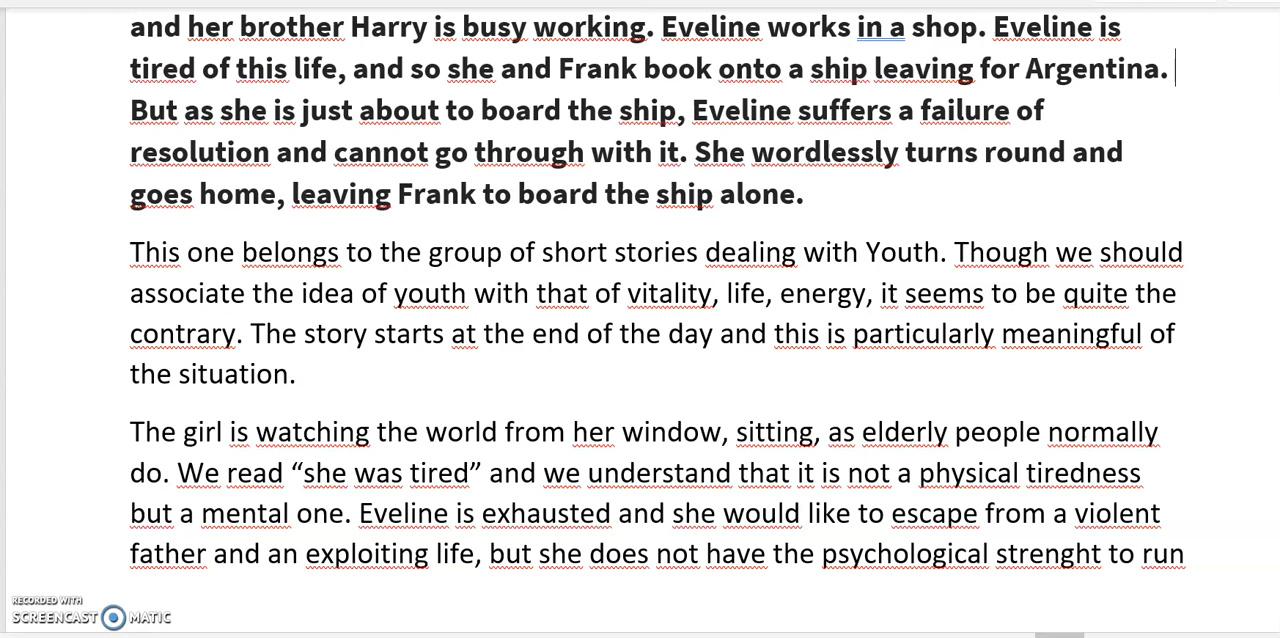 and her brother Harry is busy working. Eveline works in a shop. Eveline is
tired of this life, and so she and Frank book onto a ship leaving for Argentina.
But as she is just about to board the ship, Eveline suffers a failure of
resolution and cannot go through with it. She wordlessly turns round and
goes home, leaving Frank to board the ship alone.
This one belongs to the group of short stories dealing with Youth. Though we should
associate the idea of youth with that of vitality, life, energy, it seems to be quite the
contrary. The story starts at the end of the day and this is particularly meaningful of
the situation.
The girl is watching the world from her window, sitting, as elderly people normally
do. We read “she was tired” and we understand that it is not a physical tiredness
but a mental one. Eveline is exhausted and she would like to escape from a violent
father and an exploiting life, but she does not have the psychological strenght to run
RECORDED WITH
SCREENCAST MATIC